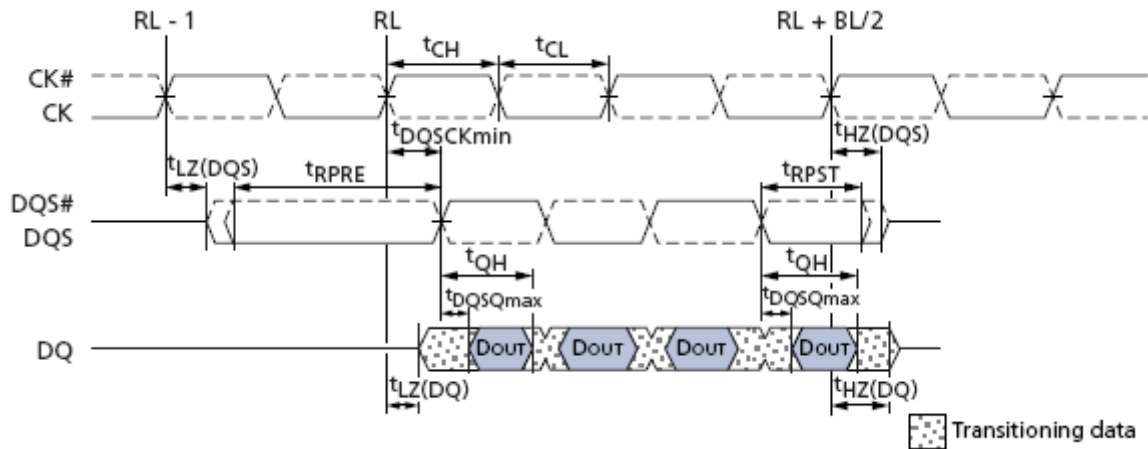 RL - 1 RL RL + BL/2
tCH tCL
CK#
CK
tDQSCKmin tHZ(DQS)
tLZ(DQS) tRPRE tRPST
DQS#
DQS
tQH tQH
tDQSQmax tDQSQmax
DQ DOUT DOUT DOUT DOUT
tLZ(DQ) tHZ(DQ)
Transitioning data